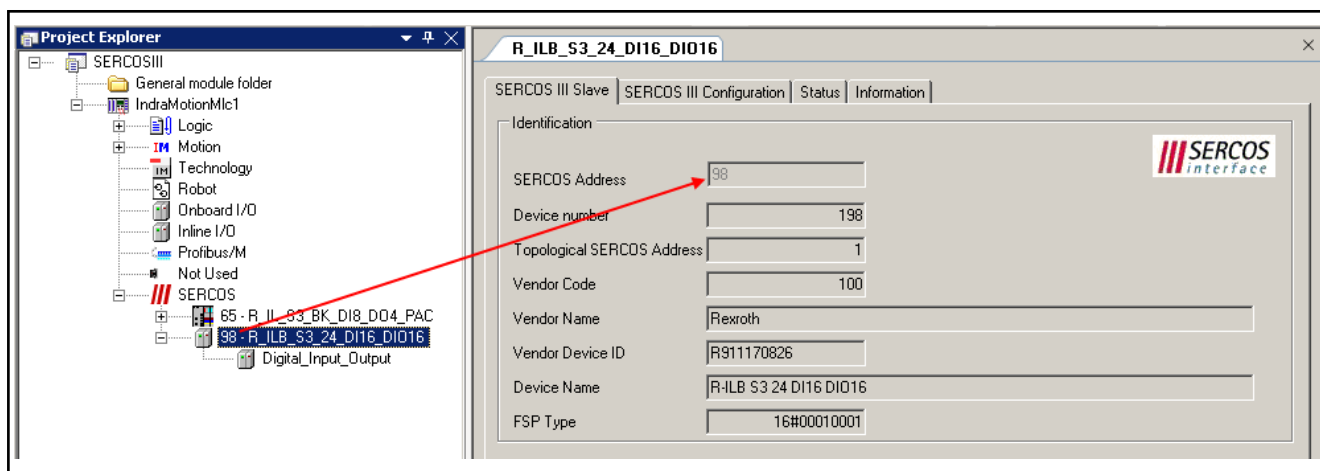 Project Explorer
SERCOSIII
General module folder
IndraMotionMlc1
Logic
IM Motion
IM Technology
Robot
Onboard I/O
Inline I/O
Profibus/M
Not Used
SERCOS
65 - R_IL_S3_BK_DI8_DO4_PAC
98 - R_ILB_S3_24_DI16_DIO16
Digital_Input_Output
R_ILB_S3_24_DI16_DIO16
SERCOS III Slave SERCOS III Configuration Status Information
Identification
SERCOS
interface
SERCOS Address 98
Device number 198
Topological SERCOS Address 1
Vendor Code 100
Vendor Name Rexroth
Vendor Device ID R911170826
Device Name R-ILB S3 24 DI16 DIO16
FSP Type 16#00010001